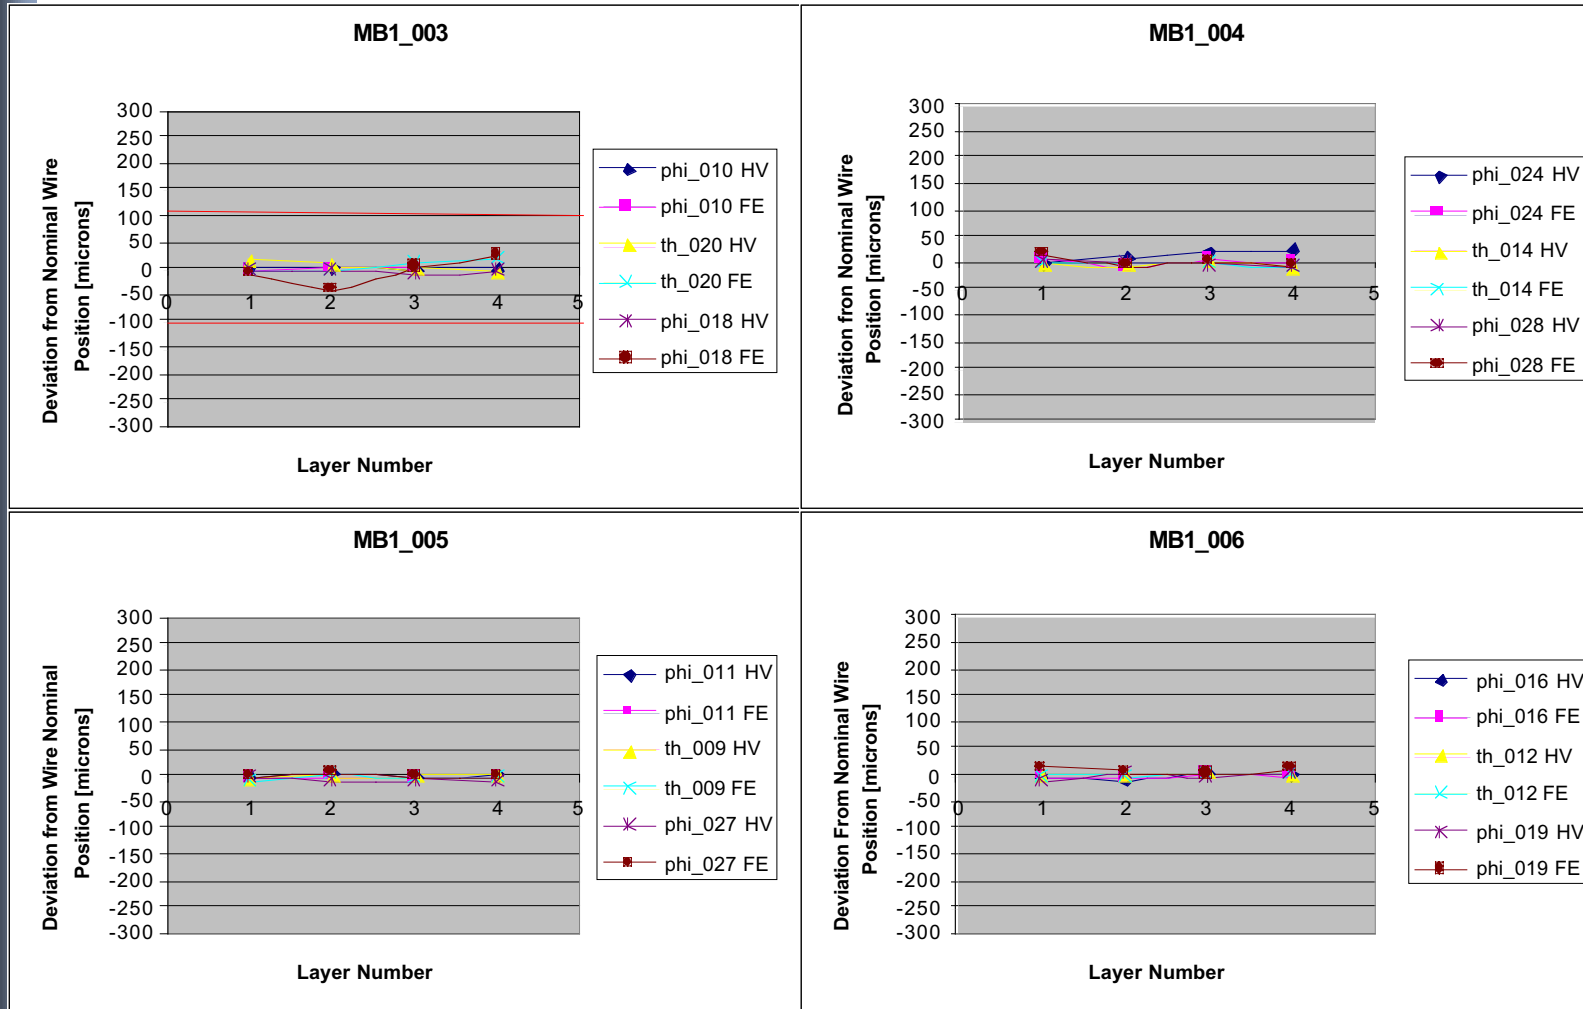 MB1_003
300
250
200
150
100
50
0
-50
-100
-150
-200
-250
-300
0
1
2
3
4
5
Deviation from Nominal Wire
Position [microns]
Layer Number
phi_010 HV
phi_010 FE
th_020 HV
th_020 FE
phi_018 HV
phi_018 FE
MB1_004
300
250
200
150
100
50
0
-50
-100
-150
-200
-250
-300
0
1
2
3
4
5
Deviation from Nominal Wire
Position [microns]
Layer Number
phi_024 HV
phi_024 FE
th_014 HV
th_014 FE
phi_028 HV
phi_028 FE
MB1_005
300
250
200
150
100
50
0
-50
-100
-150
-200
-250
-300
0
1
2
3
4
5
Deviation from Wire Nominal
Position [microns]
Layer Number
phi_011 HV
phi_011 FE
th_009 HV
th_009 FE
phi_027 HV
phi_027 FE
MB1_006
300
250
200
150
100
50
0
-50
-100
-150
-200
-250
-300
0
1
2
3
4
5
Deviation From Nominal Wire
Position [microns]
Layer Number
phi_016 HV
phi_016 FE
th_012 HV
th_012 FE
phi_019 HV
phi_019 FE